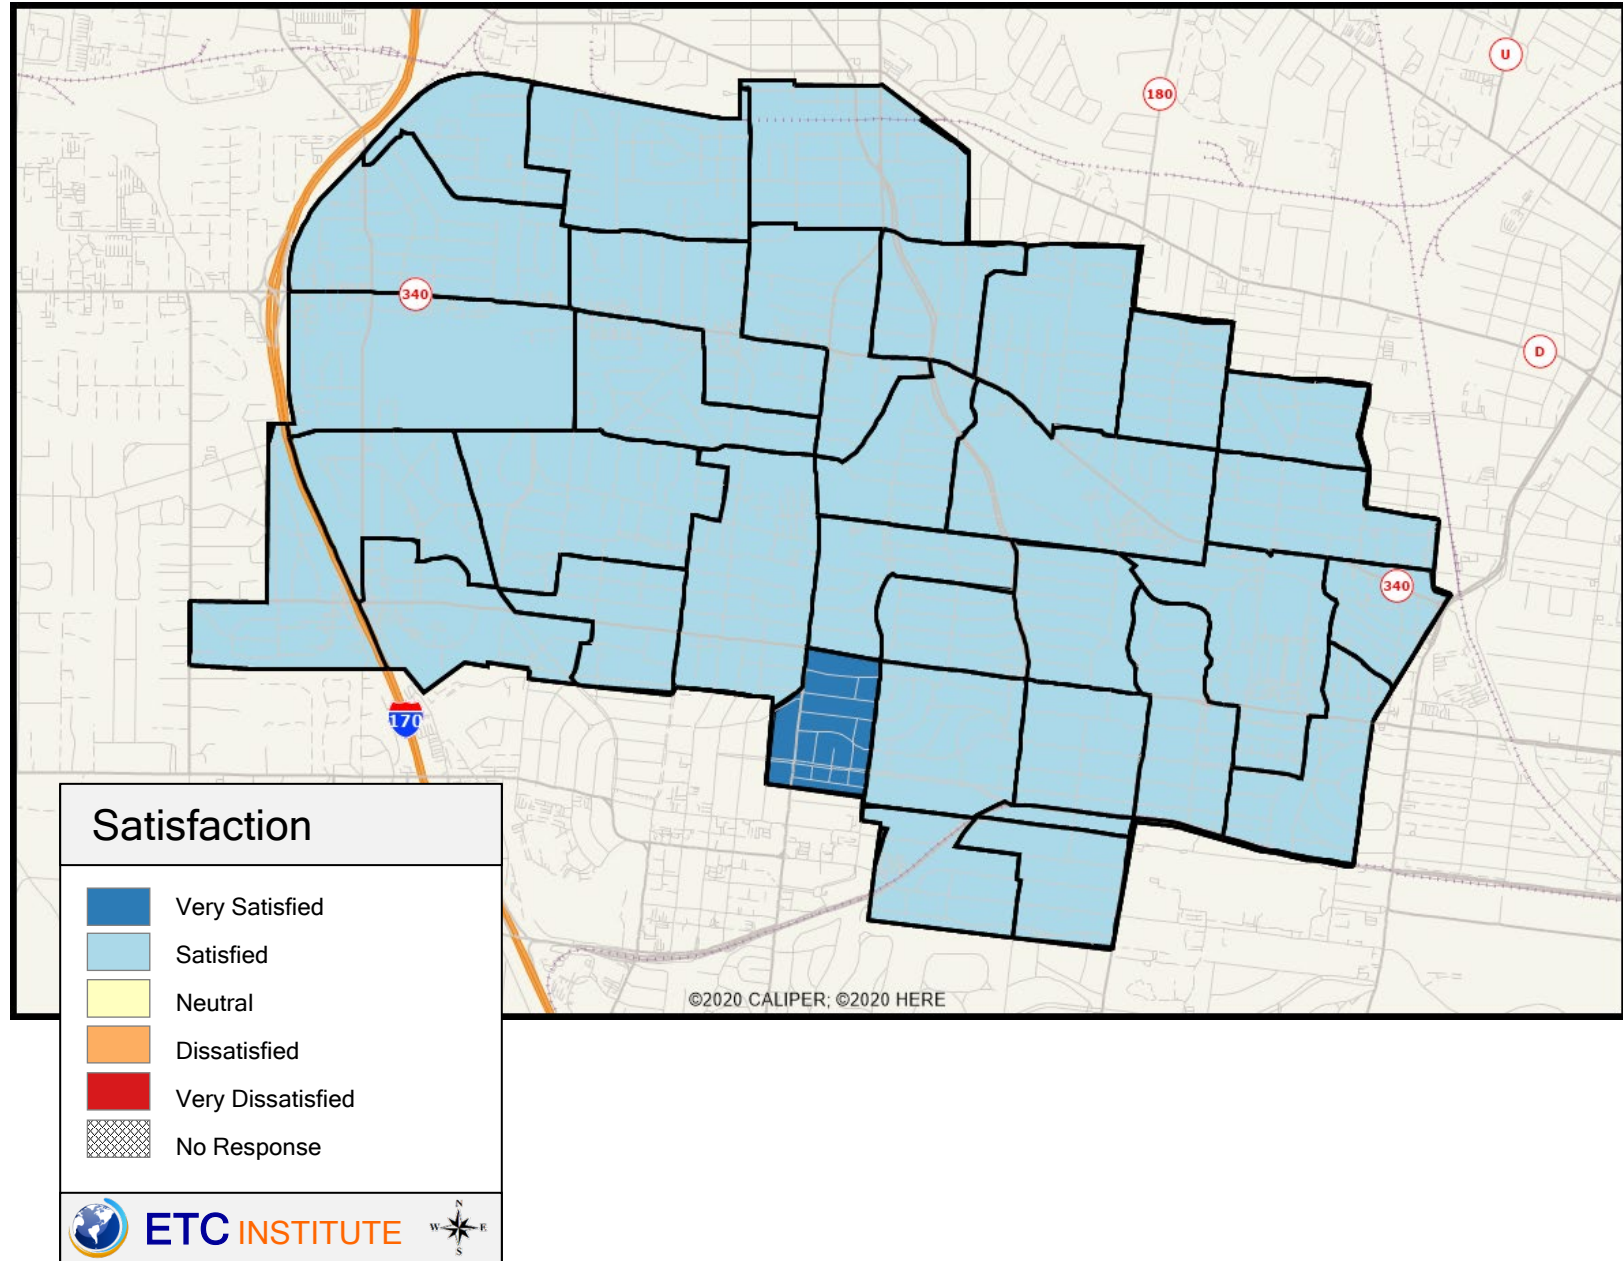 U
180
340
D
340
170
©2020 CALIPER; ©2020 HERE
Satisfaction
Very Satisfied
Satisfied
Neutral
Dissatisfied
Very Dissatisfied
No Response
ETC INSTITUTE
N
W E
S